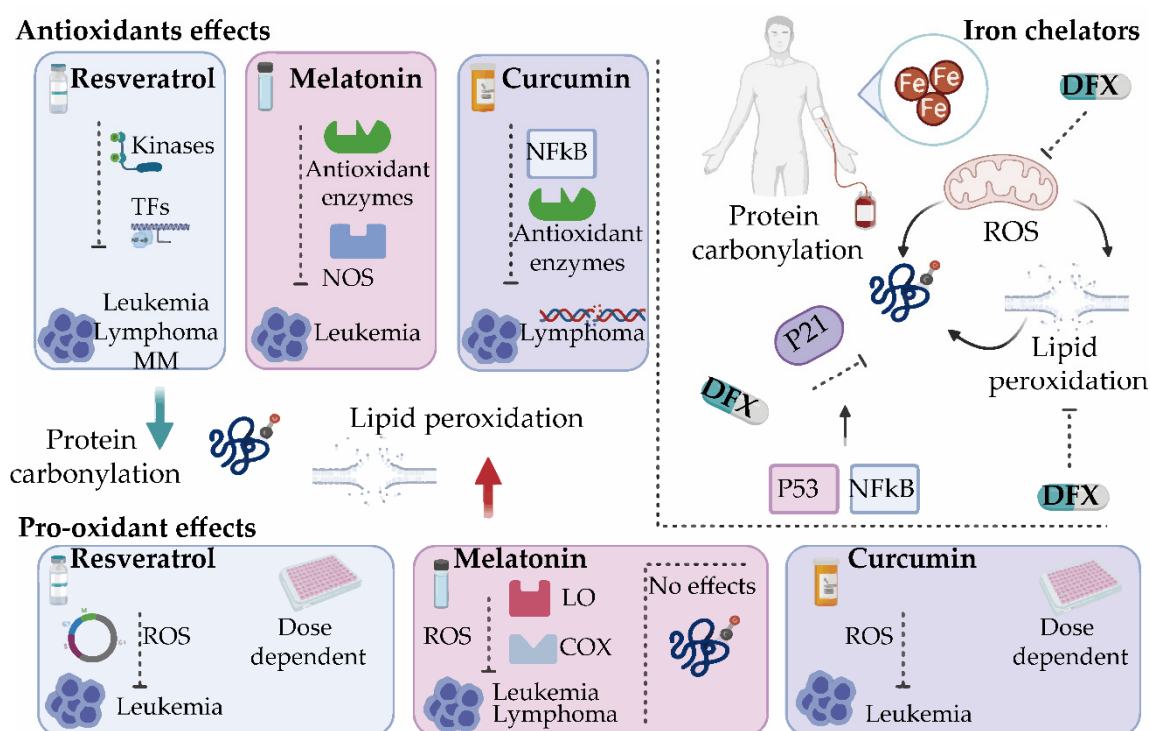 Antioxidants effects
Resveratrol
Kinases
TFs
Leukemia
Lymphoma
MM
Melatonin
Antioxidant
enzymes
NOS
Leukemia
Curcumin
NFkB
Antioxidant
enzymes
Lymphoma
Iron chelators
Fe
Fe
Fe
DFX
Protein
carbonylation
ROS
P21
DFX
Lipid
peroxidation
P53
NFkB
DFX
Protein
carbonylation
Lipid peroxidation
Pro-oxidant effects
Resveratrol
M
ROS
Dose
dependent
Leukemia
Melatonin
ROS
LO
COX
Leukemia
Lymphoma
No effects
Curcumin
ROS
Dose
dependent
Leukemia